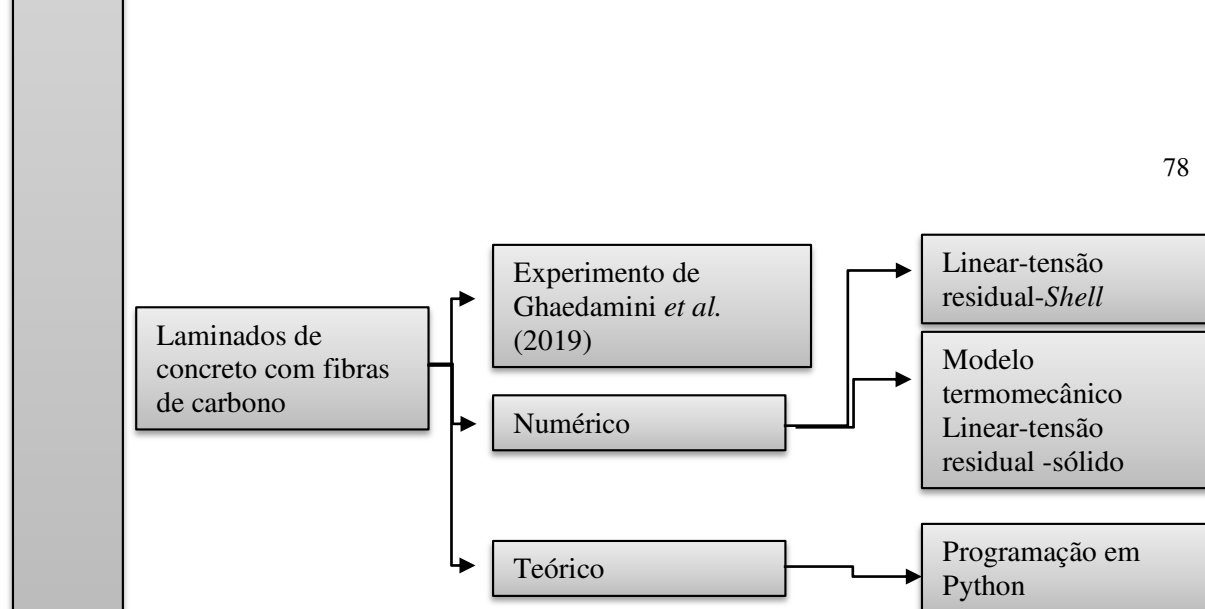 78
Laminados de
concreto com fibras
de carbono
Experimento de
Ghaedamini et al.
(2019)
Numérico
Teórico
Linear-tensão
residual-Shell
Modelo
termomecânico
Linear-tensão
residual -sólido
Programação em
Python